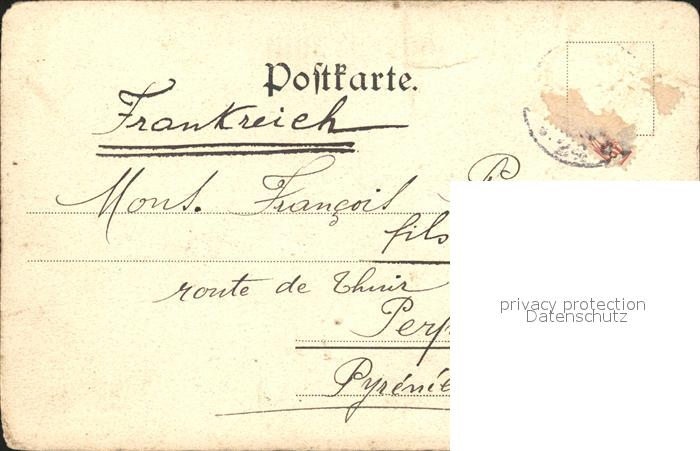 Postkarte.
Frankreich
Mons. François
fils
route de Thuir
Perp
Pyréné
privacy protection
Datenschutz